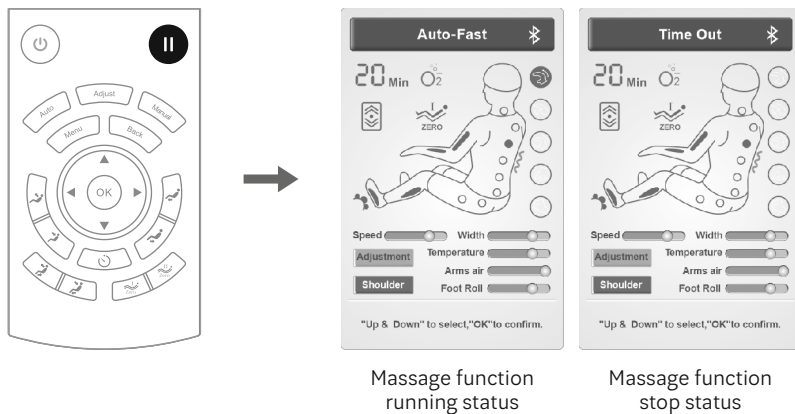 Auto
Adjust
Manual
Menu
Back
OK
Zero
Zero
Auto-Fast
20 Min O2
ZERO
Speed Width
Adjustment Temperature
Arms air
Shoulder Foot Roll
"Up & Down" to select,"OK"to confirm.
Massage function
running status
Time Out
20 Min O2
ZERO
Speed Width
Adjustment Temperature
Arms air
Shoulder Foot Roll
"Up & Down" to select,"OK"to confirm.
Massage function
stop status